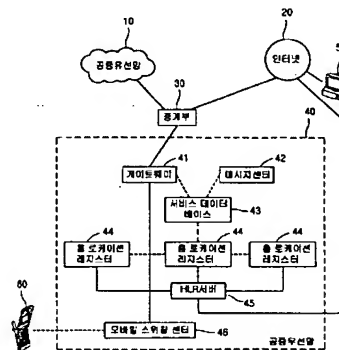 10
20
공중유선망
인터넷
5
30
중계부
40
41
42
게이트웨이
메시지센터
서비스 데이터
베이스
43
44
44
44
홈 로케이션
레지스터
홈 로케이션
리지스터
홈 로케이션
레지스터
HLR서버
45
60
모바일 스위칭 센터
46
공중무선망